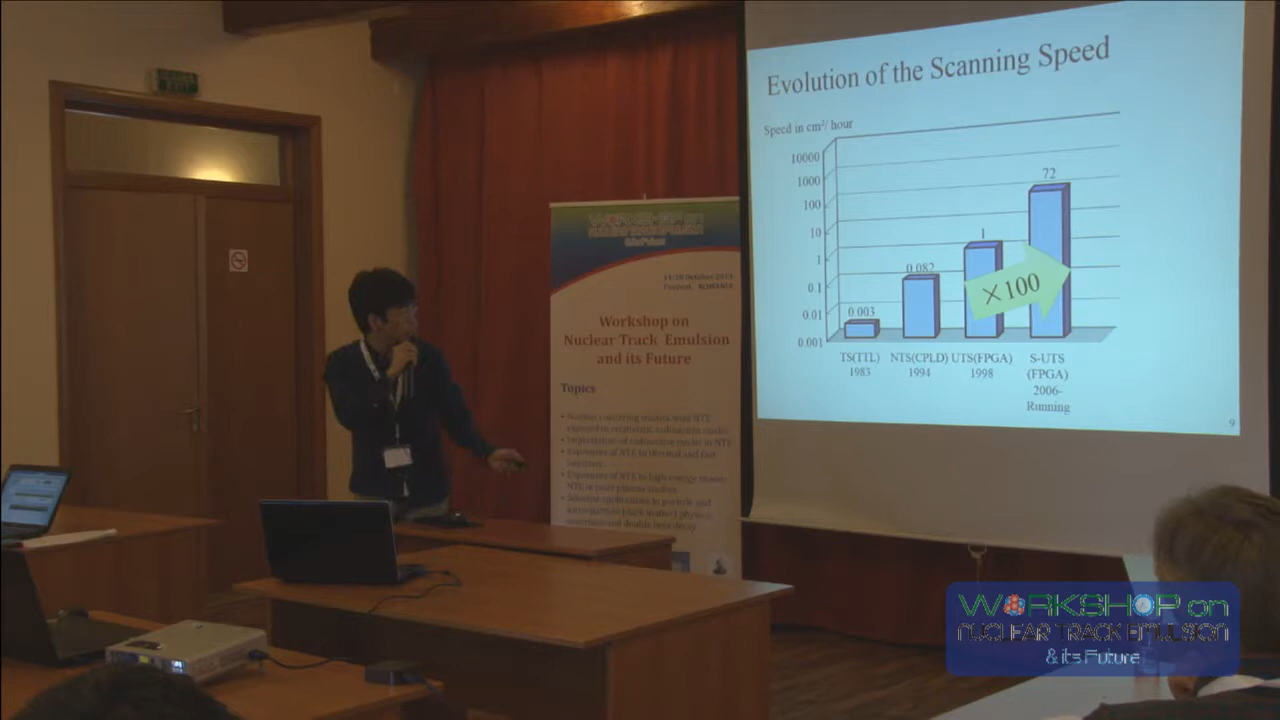 Evolution of the Scanning Speed
Speed in cm²/ hour
10000
1000
100
10
1
0.1
0.01
0.001
0.003
0.082
1
72
×100
TS(TTL)
1983
NTS(CPLD)
1994
UTS(FPGA)
1998
S-UTS
(FPGA)
2006-
Running
9
WORKSHOP on
Workshop on
Nuclear Track Emulsion
and its Future
Topics
WORKSHOP on
NUCLEAR TRACK EMULSION
& its Future